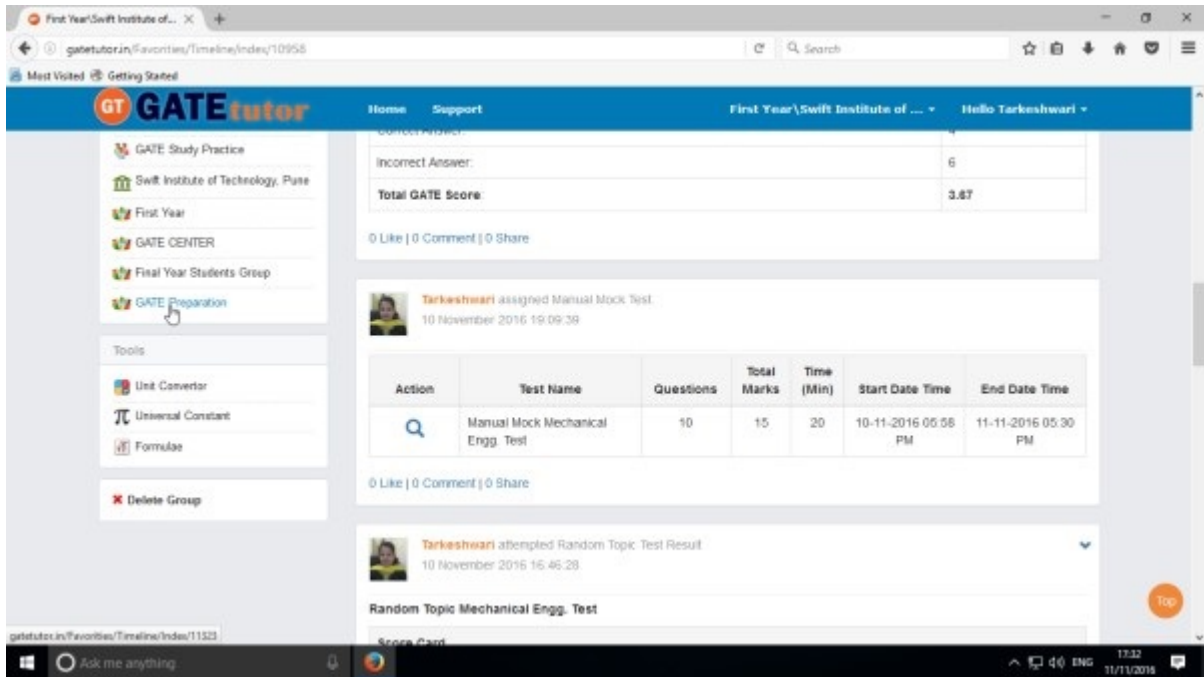 First Year\Swift Institute of...
gatetutor.in/Favorities/Timeline/Index/10958
Search
Most Visited
Getting Started
GT GATEtutor
Home
Support
First Year\Swift Institute of ...
Hello Tarkeshwari
GATE Study Practice
Swift Institute of Technology, Pune
First Year
GATE CENTER
Final Year Students Group
GATE Preparation
Tools
Unit Convertor
Universal Constant
Formulae
Delete Group
Correct Answer:
4
Incorrect Answer:
6
Total GATE Score
3.67
0 Like | 0 Comment | 0 Share
Tarkeshwari assigned Manual Mock Test.
10 November 2016 19:09:39
Action
Test Name
Questions
Total Marks
Time (Min)
Start Date Time
End Date Time
Manual Mock Mechanical
Engg. Test
10
15
20
10-11-2016 05:58
PM
11-11-2016 05:30
PM
0 Like | 0 Comment | 0 Share
Tarkeshwari attempted Random Topic Test Result
10 November 2016 16:46:28
Random Topic Mechanical Engg. Test
Score Card
Top
gatetutor.in/Favorities/Timeline/Index/11323
Ask me anything
ENG
17:32
11/11/2016